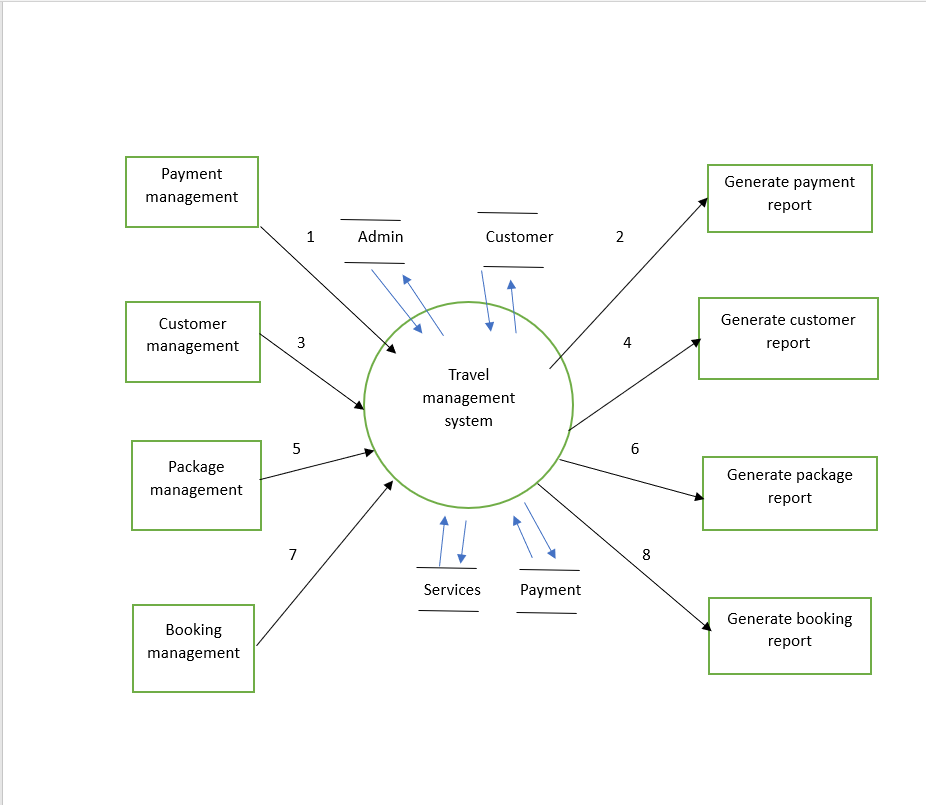 Payment
management
Customer
management
Package
management
Booking
management
1
3
5
7
Admin
Customer
Travel
management
system
Services
Payment
2
4
6
8
Generate payment
report
Generate customer
report
Generate package
report
Generate booking
report